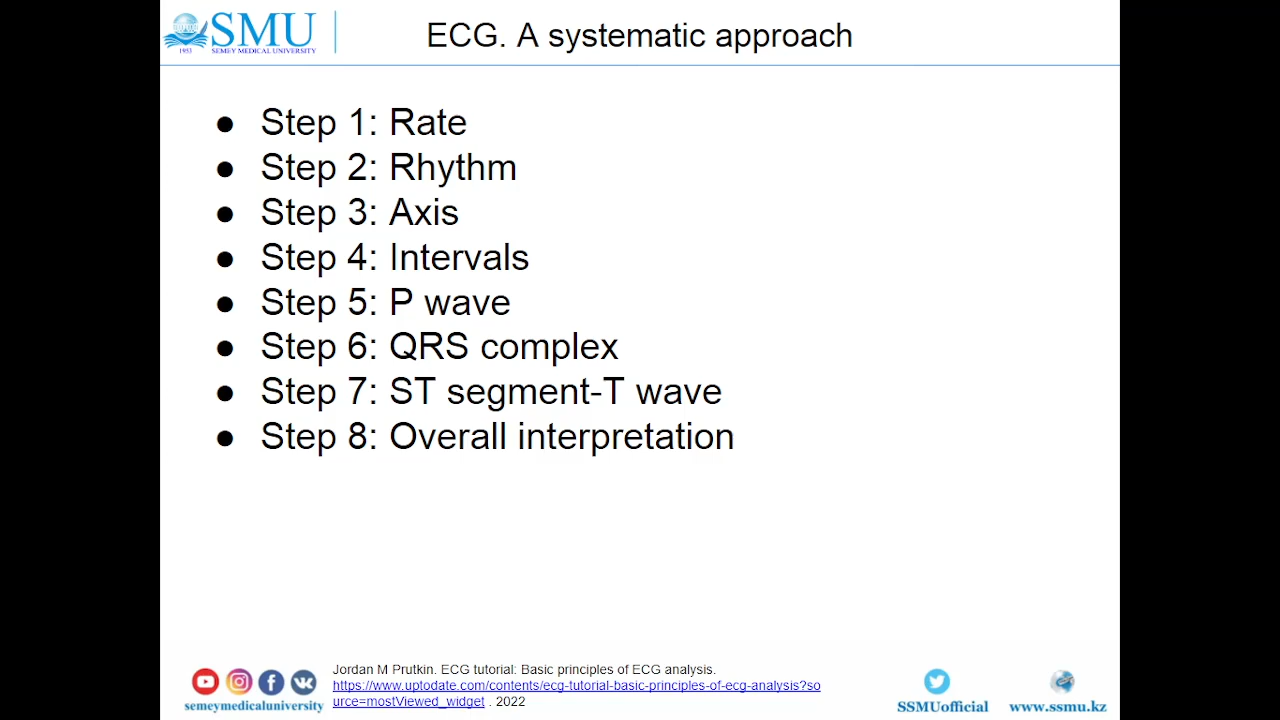 SMU
SEMEY MEDICAL UNIVERSITY
1953
ECG. A systematic approach
● Step 1: Rate
● Step 2: Rhythm
● Step 3: Axis
● Step 4: Intervals
● Step 5: P wave
● Step 6: QRS complex
● Step 7: ST segment-T wave
● Step 8: Overall interpretation
semeymedicaluniversity
Jordan M Prutkin. ECG tutorial: Basic principles of ECG analysis.
https://www.uptodate.com/contents/ecg-tutorial-basic-principles-of-ecg-analysis?so
urce=mostViewed_widget . 2022
SSMUofficial
www.ssmu.kz